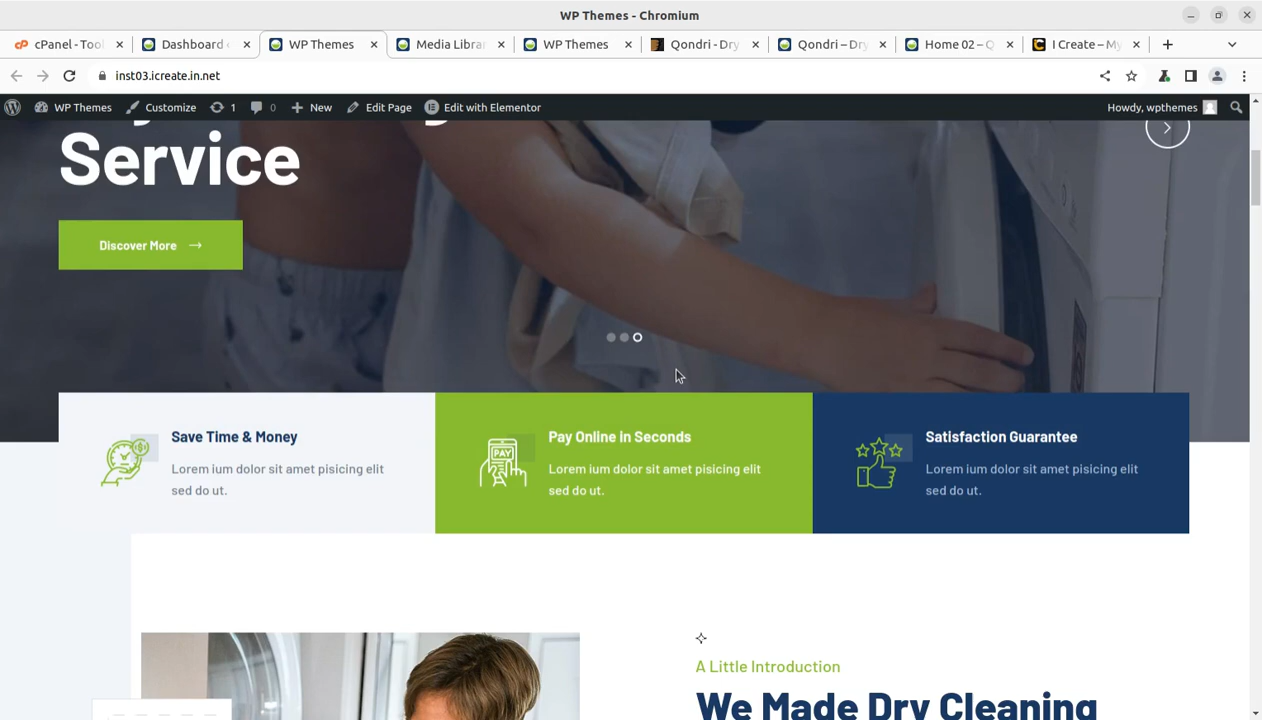 WP Themes - Chromium
cPanel - Tool
Dashboard
WP Themes
Media Librar
WP Themes
Qondri - Dry
Qondri – Dry
Home 02 – Q
I Create – My
inst03.icreate.in.net
WP Themes
Customize
1
0
New
Edit Page
Edit with Elementor
Howdy, wpthemes
Service
Discover More
Save Time & Money
Lorem ium dolor sit amet pisicing elit
sed do ut.
PAY
Pay Online in Seconds
Lorem ium dolor sit amet pisicing elit
sed do ut.
Satisfaction Guarantee
Lorem ium dolor sit amet pisicing elit
sed do ut.
A Little Introduction
We Made Dry Cleaning